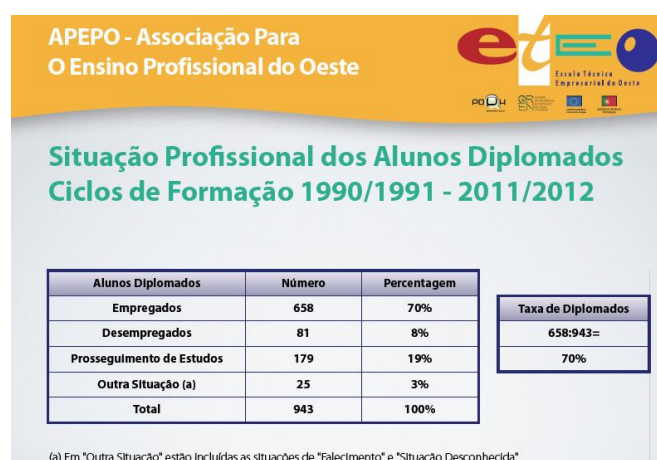 APEPO - Associação Para
O Ensino Profissional do Oeste
eteo
Escola Técnica
Empresarial do Oeste
POPH
Situação Profissional dos Alunos Diplomados
Ciclos de Formação 1990/1991 - 2011/2012
Alunos Diplomados Número Percentagem
Empregados 658 70%
Desempregados 81 8%
Prosseguimento de Estudos 179 19%
Outra Situação (a) 25 3%
Total 943 100%
Taxa de Diplomados
658:943=
70%
(a) Em "Outra Situação" estão incluídas as situações de "Falecimento" e "Situação Desconhecida"